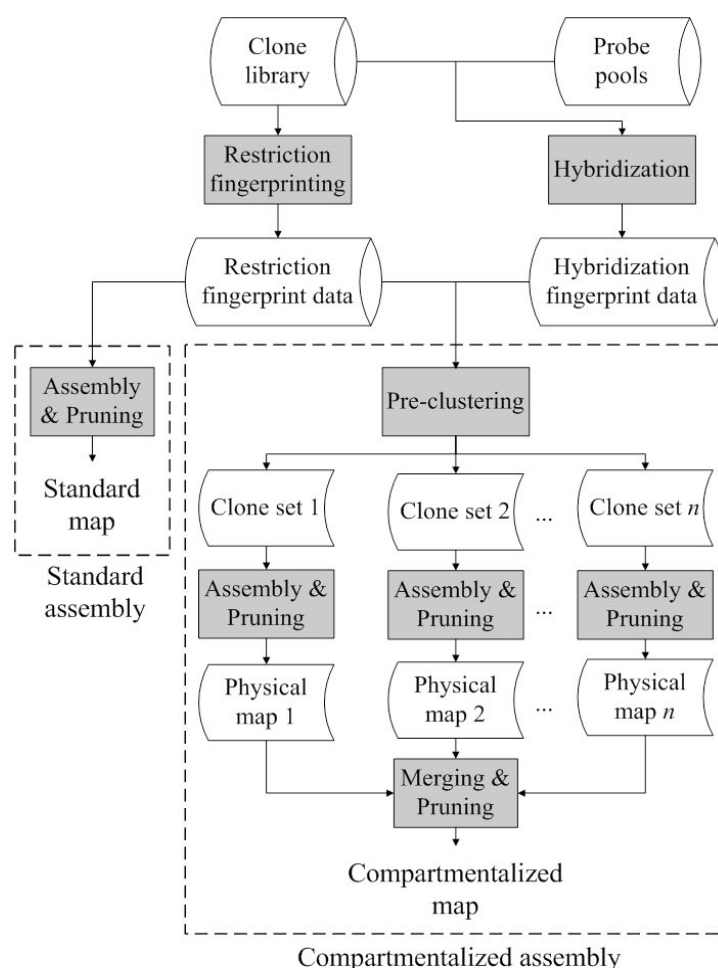 Clone
library
Probe
pools
Restriction
fingerprinting
Hybridization
Restriction
fingerprint data
Hybridization
fingerprint data
Assembly
& Pruning
Standard
map
Standard
assembly
Pre-clustering
Clone set 1
Clone set 2
...
Clone set n
Assembly &
Pruning
Assembly &
Pruning
...
Assembly &
Pruning
Physical
map 1
Physical
map 2
...
Physical
map n
Merging &
Pruning
Compartmentalized
map
Compartmentalized assembly